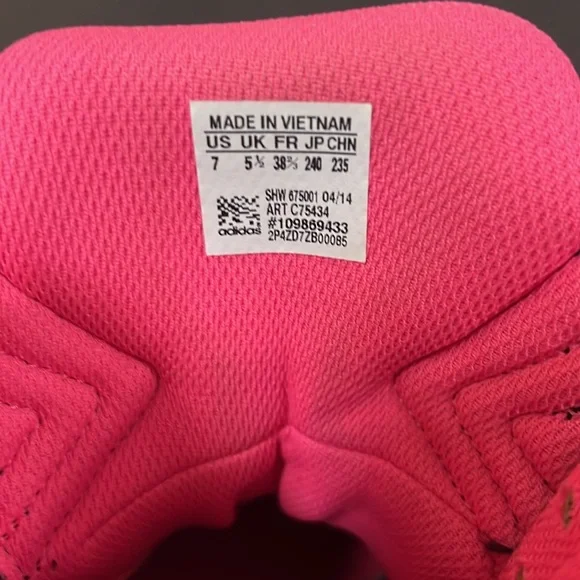 MADE IN VIETNAM
US UK FR JP CHN
7 5½ 38⅔ 240 235
SHW 675001 04/14
ART C75434
#109869433
adidas 2P4ZD7ZB00085